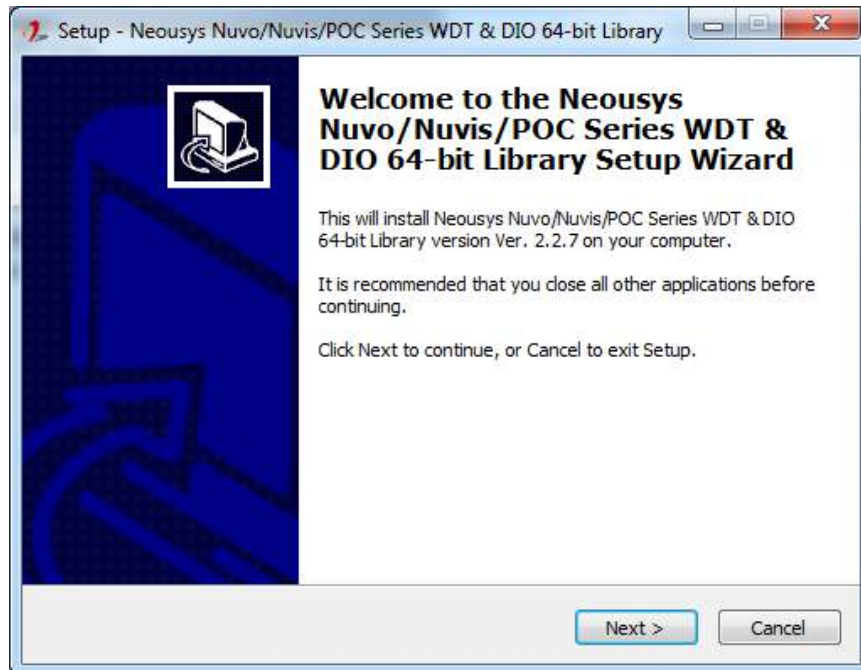 Setup - Neousys Nuvo/Nuvis/POC Series WDT & DIO 64-bit Library
Welcome to the Neousys
Nuvo/Nuvis/POC Series WDT &
DIO 64-bit Library Setup Wizard
This will install Neousys Nuvo/Nuvis/POC Series WDT & DIO
64-bit Library version Ver. 2.2.7 on your computer.
It is recommended that you close all other applications before
continuing.
Click Next to continue, or Cancel to exit Setup.
Next >
Cancel